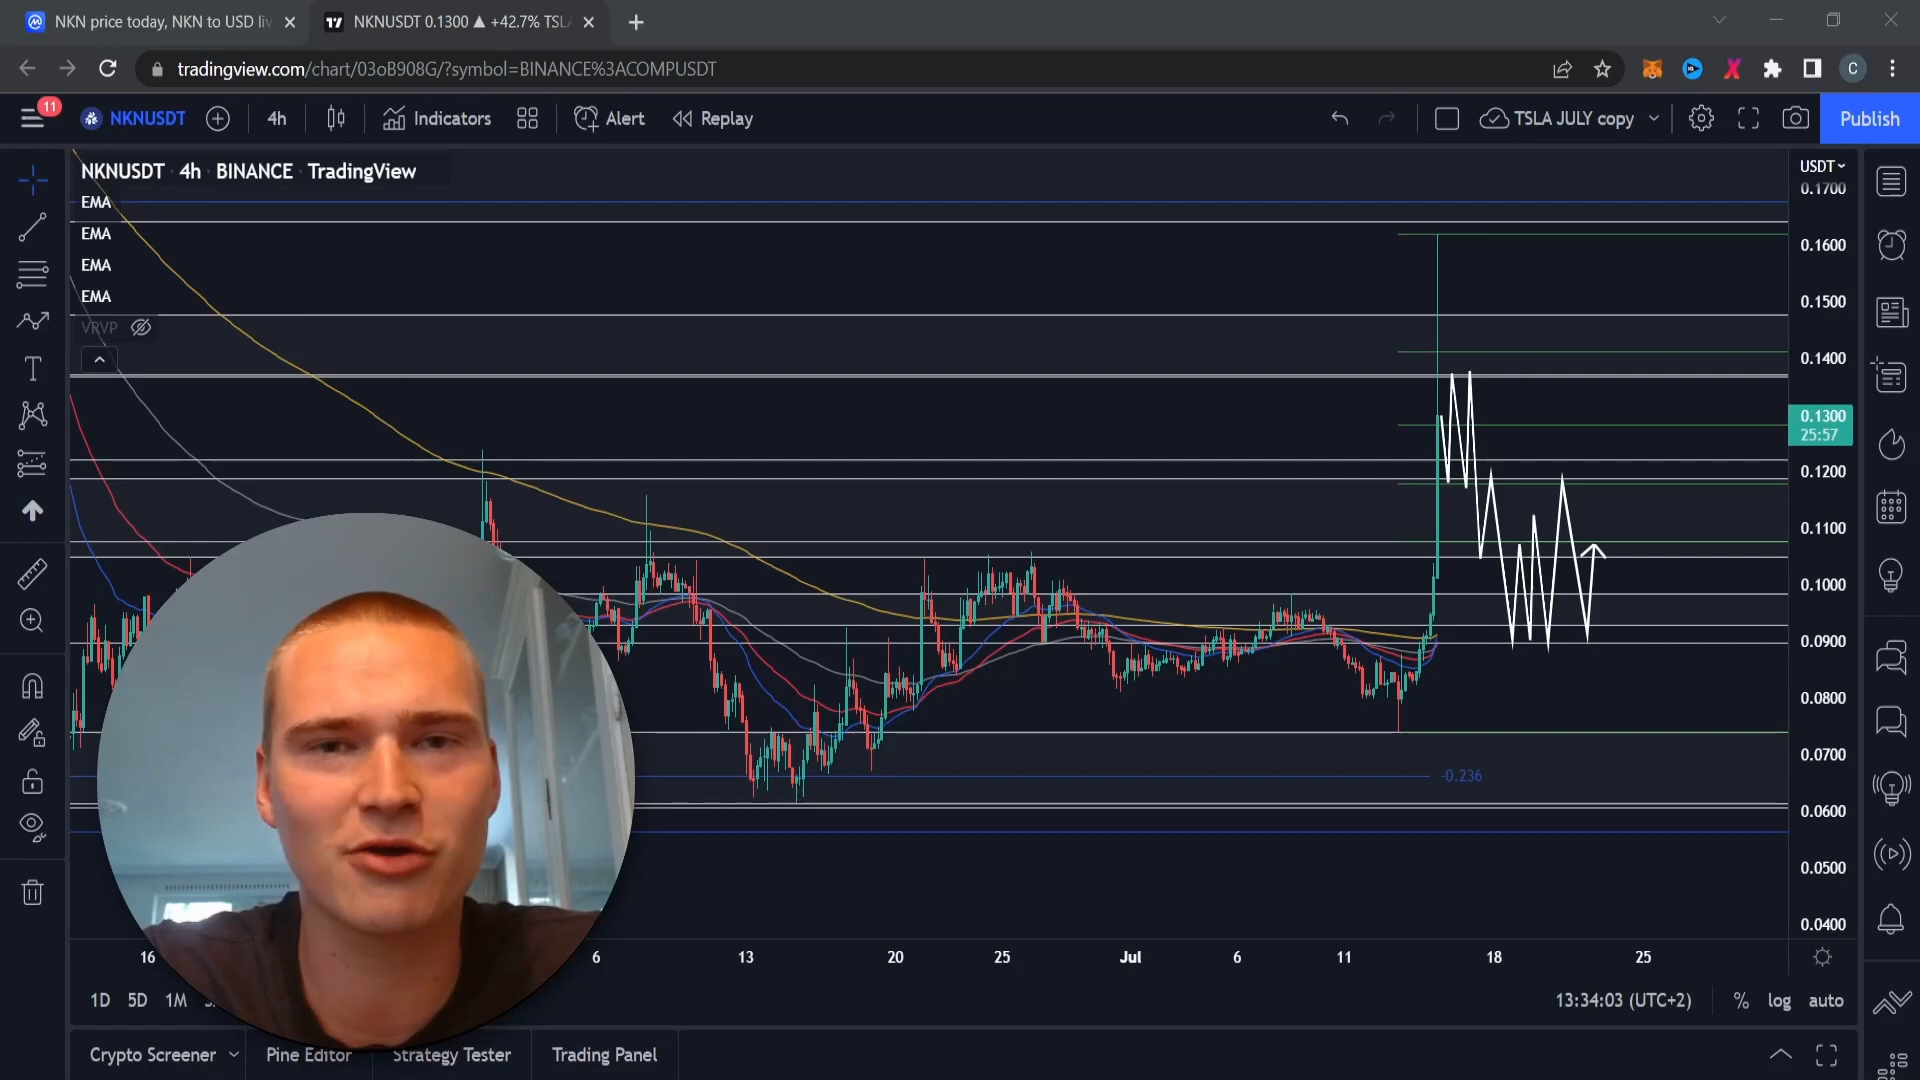 NKN price today, NKN to USD li
NKNUSDT 0.1300 ▲ +42.7% TSL
tradingview.com/chart/03oB908G/?symbol=BINANCE%3ACOMPUSDT
C
11
NKNUSDT
4h
Indicators
Alert
Replay
TSLA JULY copy
Publish
NKNUSDT · 4h · BINANCE · TradingView
EMA
EMA
EMA
EMA
VRVP
USDT
0.1700
0.1600
0.1500
0.1400
0.1300
25:57
0.1200
0.1100
0.1000
0.0900
0.0800
0.0700
0.0600
0.0500
0.0400
-0.236
16
6
13
20
25
Jul
6
11
18
25
1D
5D
1M
13:34:03 (UTC+2)
%
log
auto
Crypto Screener
Pine Editor
Strategy Tester
Trading Panel